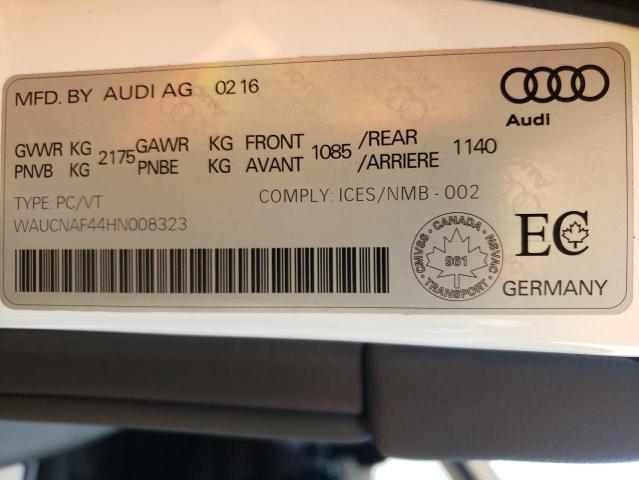 MFD. BY AUDI AG 02 16
Audi
GVWR KG 2175 GAWR KG FRONT 1085 /REAR 1140
PNVB KG PNBE KG AVANT /ARRIERE
TYPE: PC/VT COMPLY: ICES/NMB - 002
WAUCNAF44HN008323
CANADA
CMVSS 961 NSVAC
TRANSPORT
EC
GERMANY